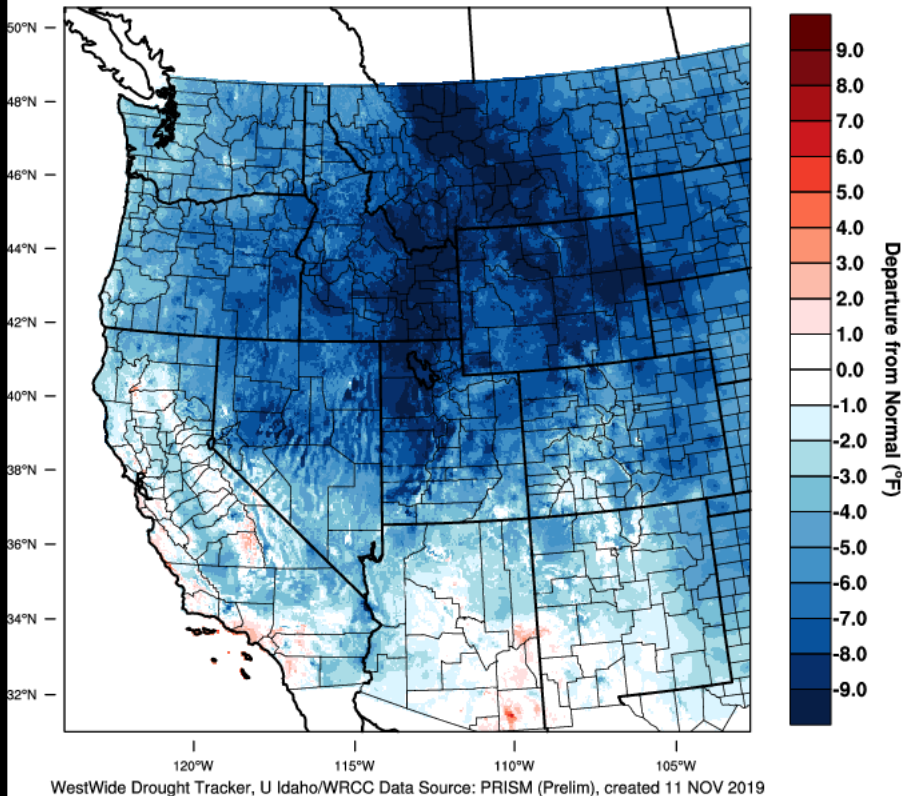 50°N
48°N
46°N
44°N
42°N
40°N
38°N
36°N
34°N
32°N
120°W 115°W 110°W 105°W
9.0
8.0
7.0
6.0
5.0
4.0
3.0
2.0
1.0
0.0
-1.0
-2.0
-3.0
-4.0
-5.0
-6.0
-7.0
-8.0
-9.0
Departure from Normal (°F)
WestWide Drought Tracker, U Idaho/WRCC Data Source: PRISM (Prelim), created 11 NOV 2019